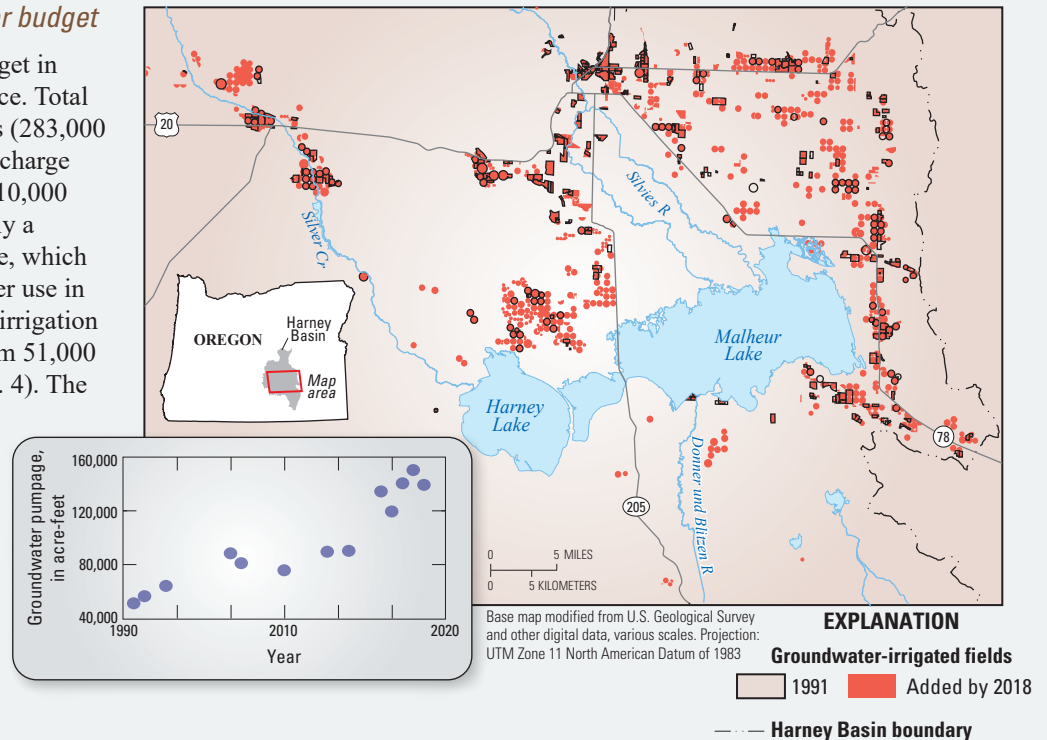 r budget
get in
ce. Total
s (283,000
charge
10,000
ly a
e, which
er use in
irrigation
m 51,000
. 4). The
20
Silver Cr
Silvies R
OREGON
Harney
Basin
Map
area
Malheur
Lake
Harney
Lake
Donner und Blitzen R
78
205
0 5 MILES
0 5 KILOMETERS
Groundwater pumpage,
in acre-feet
160,000
120,000
80,000
40,000
1990 2010 2020
Year
Base map modified from U.S. Geological Survey
and other digital data, various scales. Projection:
UTM Zone 11 North American Datum of 1983
EXPLANATION
Groundwater-irrigated fields
1991 Added by 2018
Harney Basin boundary